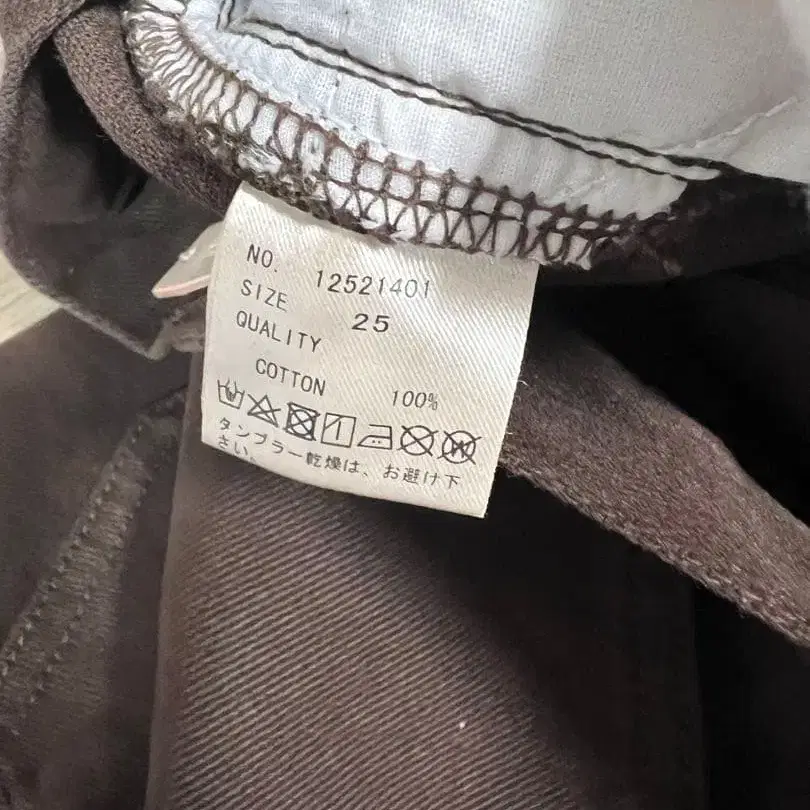 NO. 12521401
SIZE 25
QUALITY
COTTON 100%
タンブラー乾燥は、お避け下
さい。